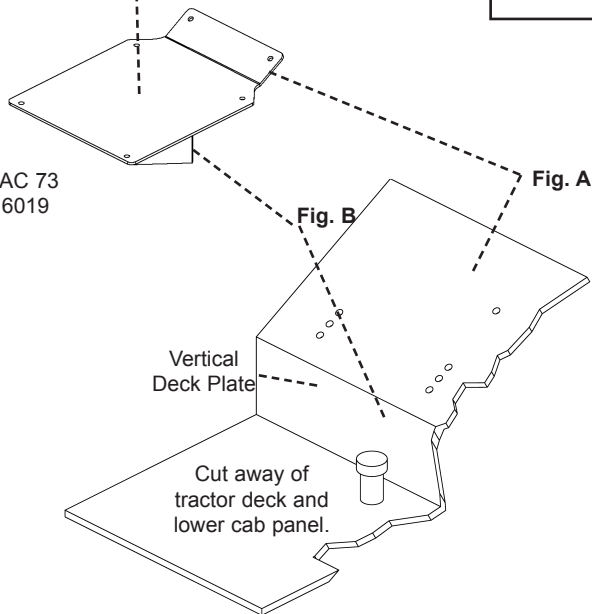 AC 73
6019
Fig. A
Fig. B
Vertical
Deck Plate
Cut away of
tractor deck and
lower cab panel.